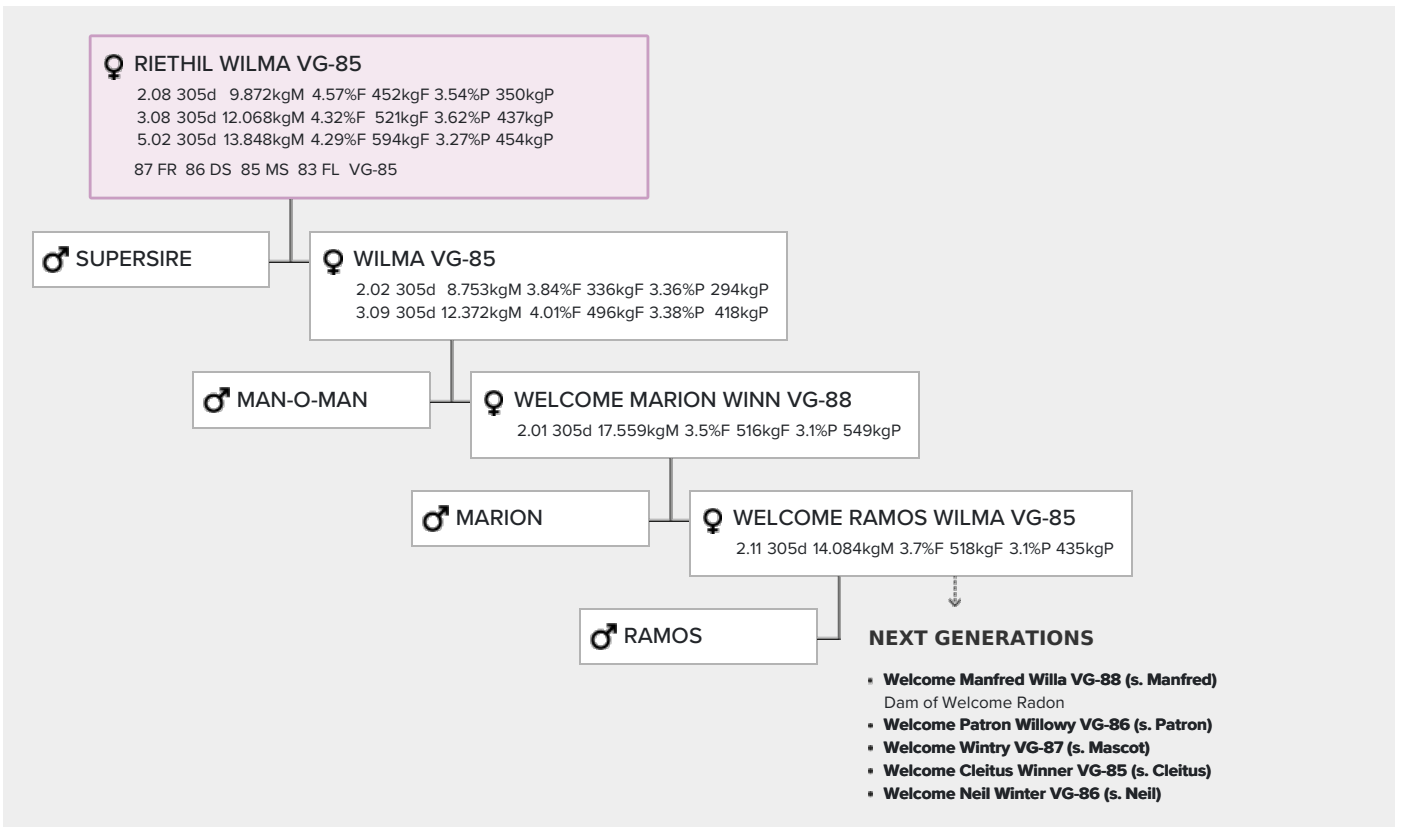 RIETHIL WILMA VG-85
2.08 305d 9.872kgM 4.57%F 452kgF 3.54%P 350kgP
3.08 305d 12.068kgM 4.32%F 521kgF 3.62%P 437kgP
5.02 305d 13.848kgM 4.29%F 594kgF 3.27%P 454kgP
87 FR 86 DS 85 MS 83 FL VG-85
SUPERSIRE
WILMA VG-85
2.02 305d 8.753kgM 3.84%F 336kgF 3.36%P 294kgP
3.09 305d 12.372kgM 4.01%F 496kgF 3.38%P 418kgP
MAN-O-MAN
WELCOME MARION WINN VG-88
2.01 305d 17.559kgM 3.5%F 516kgF 3.1%P 549kgP
MARION
WELCOME RAMOS WILMA VG-85
2.11 305d 14.084kgM 3.7%F 518kgF 3.1%P 435kgP
RAMOS
NEXT GENERATIONS
• Welcome Manfred Willa VG-88 (s. Manfred)
Dam of Welcome Radon
• Welcome Patron Willowy VG-86 (s. Patron)
• Welcome Wintry VG-87 (s. Mascot)
• Welcome Cleitus Winner VG-85 (s. Cleitus)
• Welcome Neil Winter VG-86 (s. Neil)